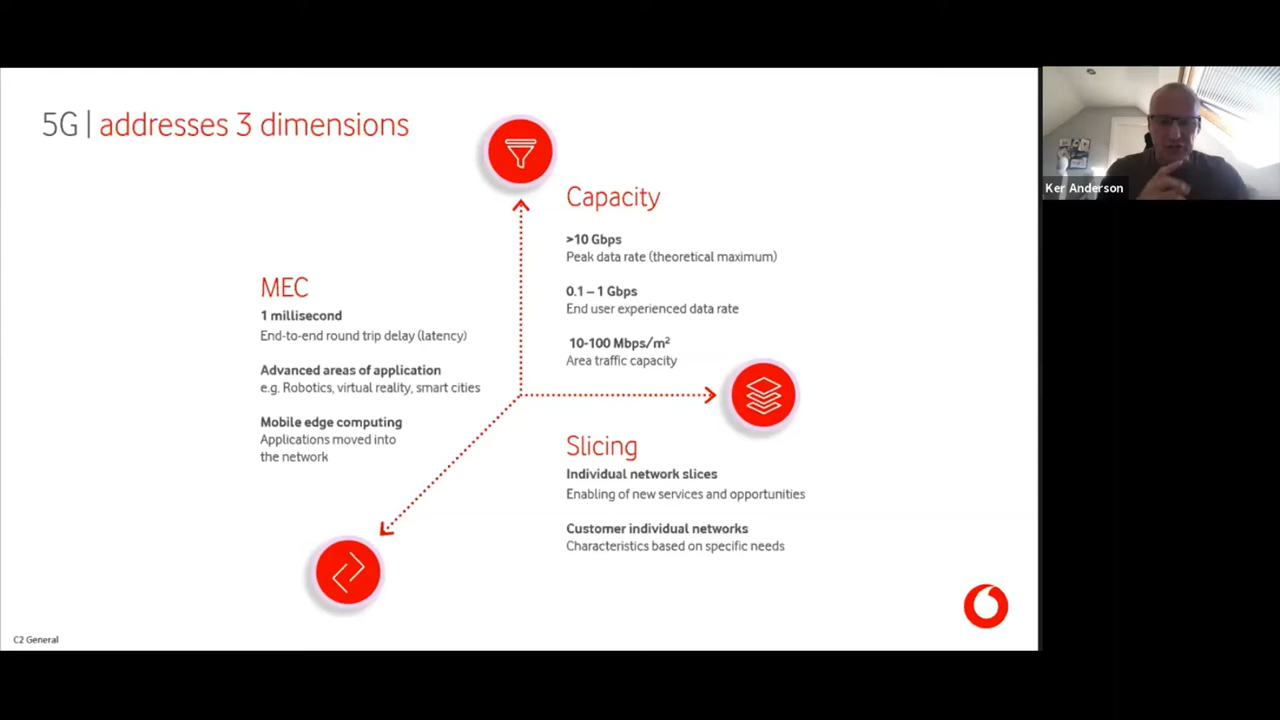 5G | addresses 3 dimensions
Capacity
>10 Gbps
Peak data rate (theoretical maximum)
0.1 – 1 Gbps
End user experienced data rate
10-100 Mbps/m²
Area traffic capacity
MEC
1 millisecond
End-to-end round trip delay (latency)
Advanced areas of application
e.g. Robotics, virtual reality, smart cities
Mobile edge computing
Applications moved into
the network
Slicing
Individual network slices
Enabling of new services and opportunities
Customer individual networks
Characteristics based on specific needs
C2 General
Ker Anderson